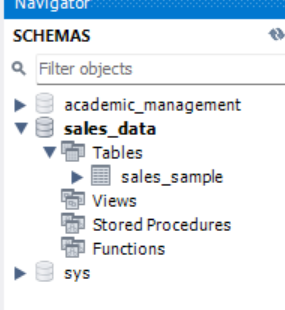 Navigator
SCHEMAS
Filter objects
academic_management
sales_data
Tables
sales_sample
Views
Stored Procedures
Functions
sys